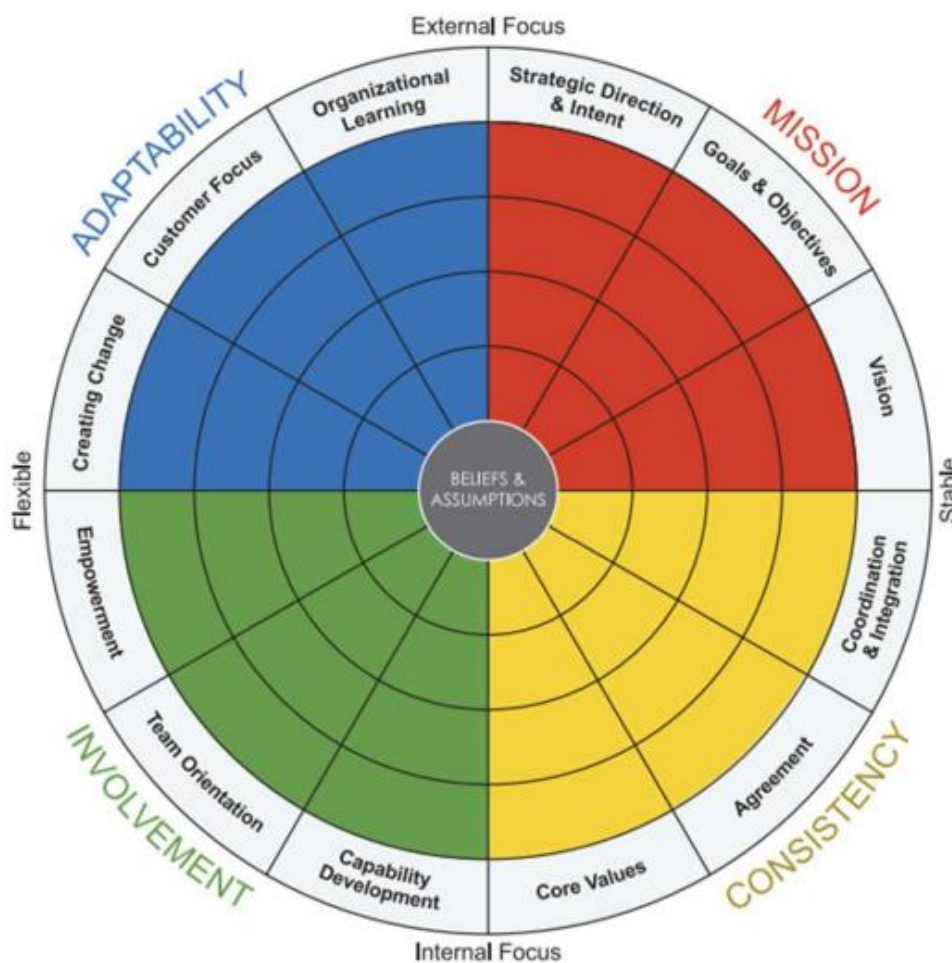 External Focus
ADAPTABILITY
MISSION
Organizational
Learning
Strategic Direction
& Intent
Customer Focus
Goals & Objectives
Creating Change
Vision
Flexible
BELIEFS &
ASSUMPTIONS
Stable
Empowerment
Coordination
& Integration
Team Orientation
Agreement
Capability
Development
Core Values
INVOLVEMENT
CONSISTENCY
Internal Focus